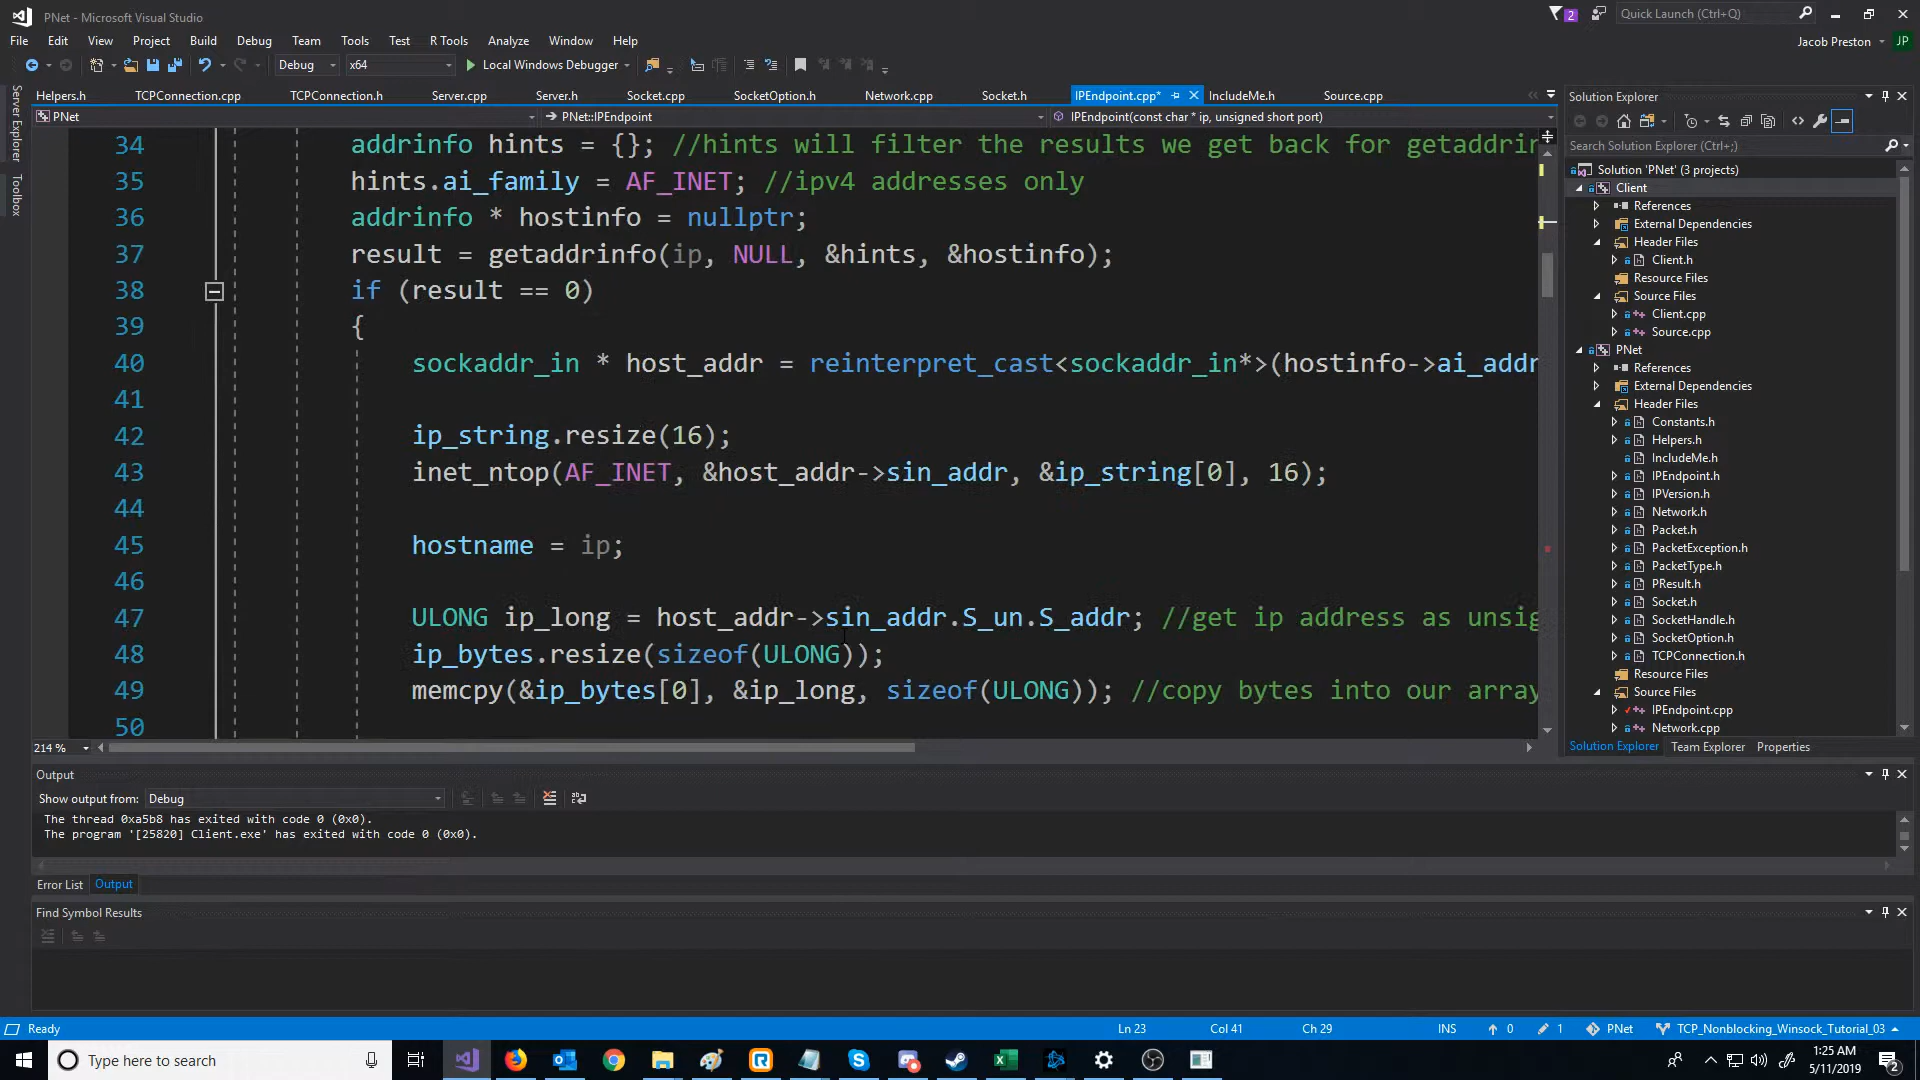 PNet - Microsoft Visual Studio
2
Quick Launch (Ctrl+Q)
File Edit View Project Build Debug Team Tools Test R Tools Analyze Window Help
Jacob Preston JP
Debug x64 Local Windows Debugger
Helpers.h TCPConnection.cpp TCPConnection.h Server.cpp Server.h Socket.cpp SocketOption.h Network.cpp Socket.h IPEndpoint.cpp* IncludeMe.h Source.cpp
PNet PNet::IPEndpoint IPEndpoint(const char * ip, unsigned short port)
Server Explorer
Toolbox
34 addrinfo hints = {}; //hints will filter the results we get back for getaddrin
35 hints.ai_family = AF_INET; //ipv4 addresses only
36 addrinfo * hostinfo = nullptr;
37 result = getaddrinfo(ip, NULL, &hints, &hostinfo);
38 if (result == 0)
39 {
40 sockaddr_in * host_addr = reinterpret_cast<sockaddr_in*>(hostinfo->ai_addr
41
42 ip_string.resize(16);
43 inet_ntop(AF_INET, &host_addr->sin_addr, &ip_string[0], 16);
44
45 hostname = ip;
46
47 ULONG ip_long = host_addr->sin_addr.S_un.S_addr; //get ip address as unsig
48 ip_bytes.resize(sizeof(ULONG));
49 memcpy(&ip_bytes[0], &ip_long, sizeof(ULONG)); //copy bytes into our array
50
214 %
Solution Explorer
Search Solution Explorer (Ctrl+;)
Solution 'PNet' (3 projects)
Client
References
External Dependencies
Header Files
Client.h
Resource Files
Source Files
Client.cpp
Source.cpp
PNet
References
External Dependencies
Header Files
Constants.h
Helpers.h
IncludeMe.h
IPEndpoint.h
IPVersion.h
Network.h
Packet.h
PacketException.h
PacketType.h
PResult.h
Socket.h
SocketHandle.h
SocketOption.h
TCPConnection.h
Resource Files
Source Files
IPEndpoint.cpp
Network.cpp
Solution Explorer Team Explorer Properties
Output
Show output from: Debug
The thread 0xa5b8 has exited with code 0 (0x0).
The program '[25820] Client.exe' has exited with code 0 (0x0).
Error List Output
Find Symbol Results
Ready Ln 23 Col 41 Ch 29 INS 0 1 PNet TCP_Nonblocking_Winsock_Tutorial_03
Type here to search
1:25 AM
5/11/2019
2